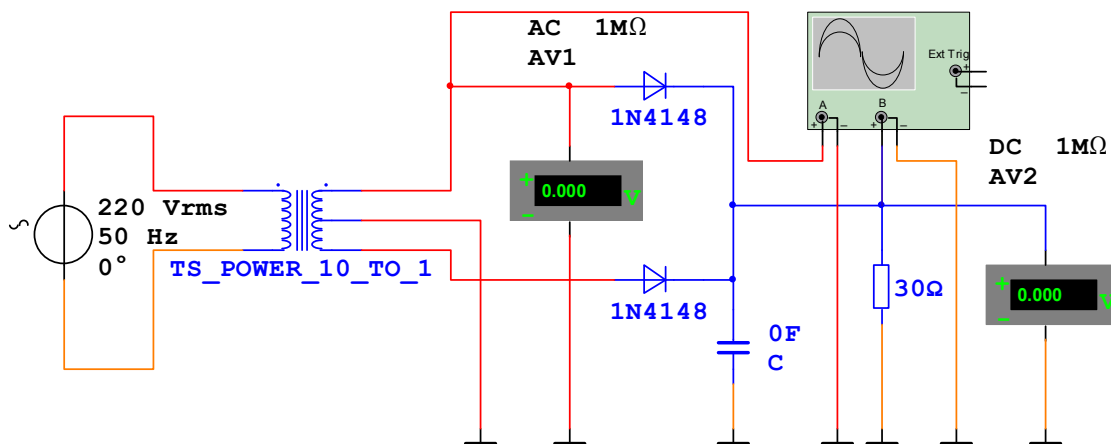 AC 1MΩ
AV1
Ext Trig
+
−
A
B
+
−
+
−
1N4148
DC 1MΩ
AV2
+
0.000
V
−
220 Vrms
50 Hz
0°
TS_POWER_10_TO_1
1N4148
30Ω
+
0.000
V
−
0F
C